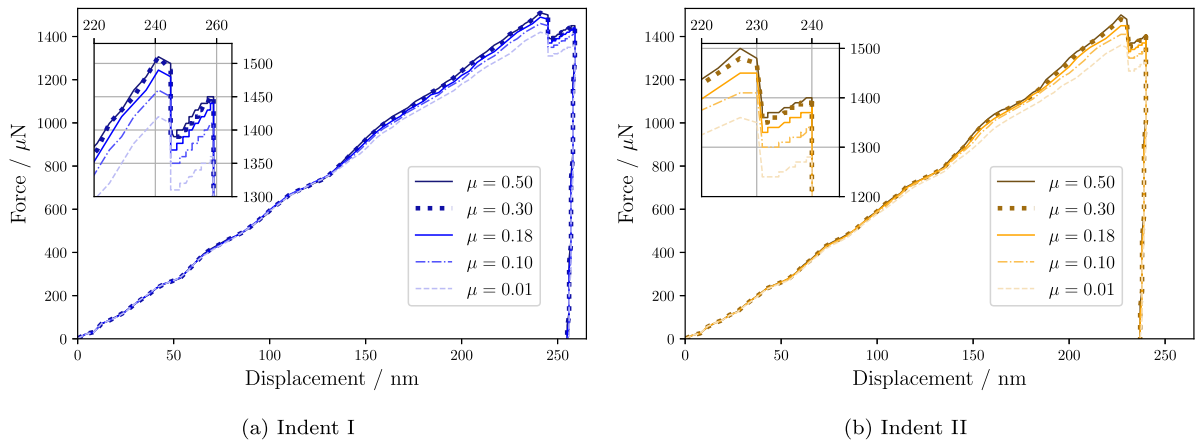 220 240 260
1500
1450
1400
1350
1300
1400
1200
1000
800
600
400
200
0
Force / μN
μ = 0.50
μ = 0.30
μ = 0.18
μ = 0.10
μ = 0.01
0 50 100 150 200 250
Displacement / nm
(a) Indent I
220 230 240
1500
1400
1300
1200
1400
1200
1000
800
600
400
200
0
Force / μN
μ = 0.50
μ = 0.30
μ = 0.18
μ = 0.10
μ = 0.01
0 50 100 150 200 250
Displacement / nm
(b) Indent II